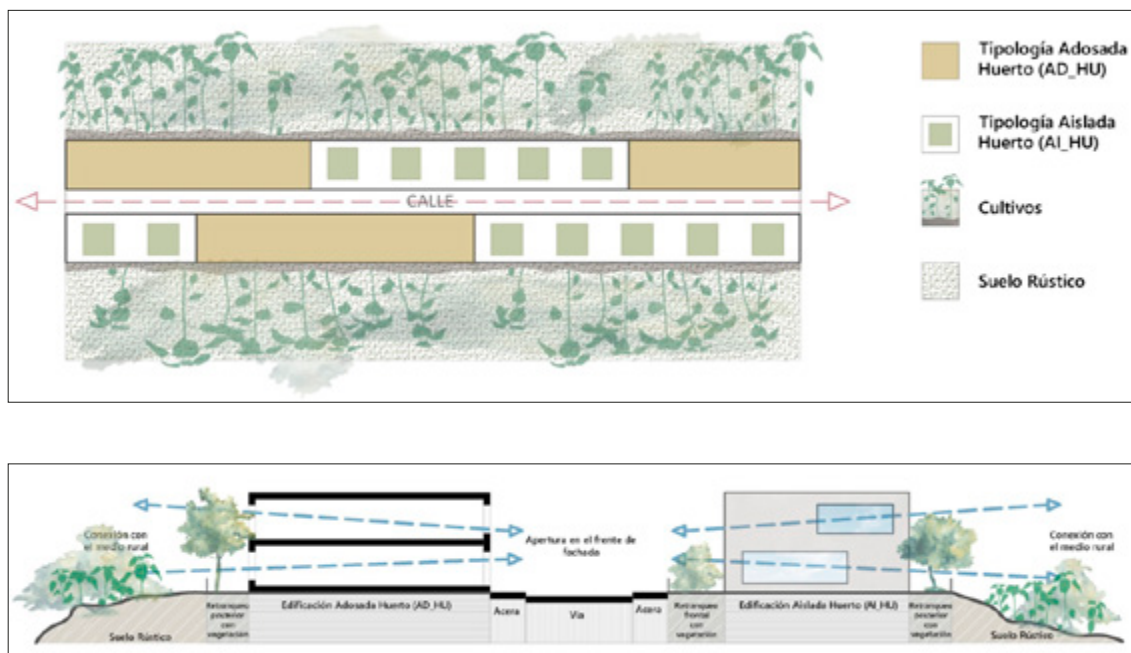 Tipología Adosada
Huerto (AD_HU)
Tipología Aislada
Huerto (AI_HU)
CALLE
Cultivos
Suelo Rústico
Conexión con
el medio rural
Apertura en el frente de
fachada
Conexión con
el medio rural
Suelo Rústico
Retranqueo
posterior
con
vegetación
Edificación Adosada Huerto (AD_HU)
Acera
Vía
Acera
Retranqueo
frontal
con
vegetación
Edificación Aislada Huerto (AI_HU)
Retranqueo
posterior
con
vegetación
Suelo Rústico